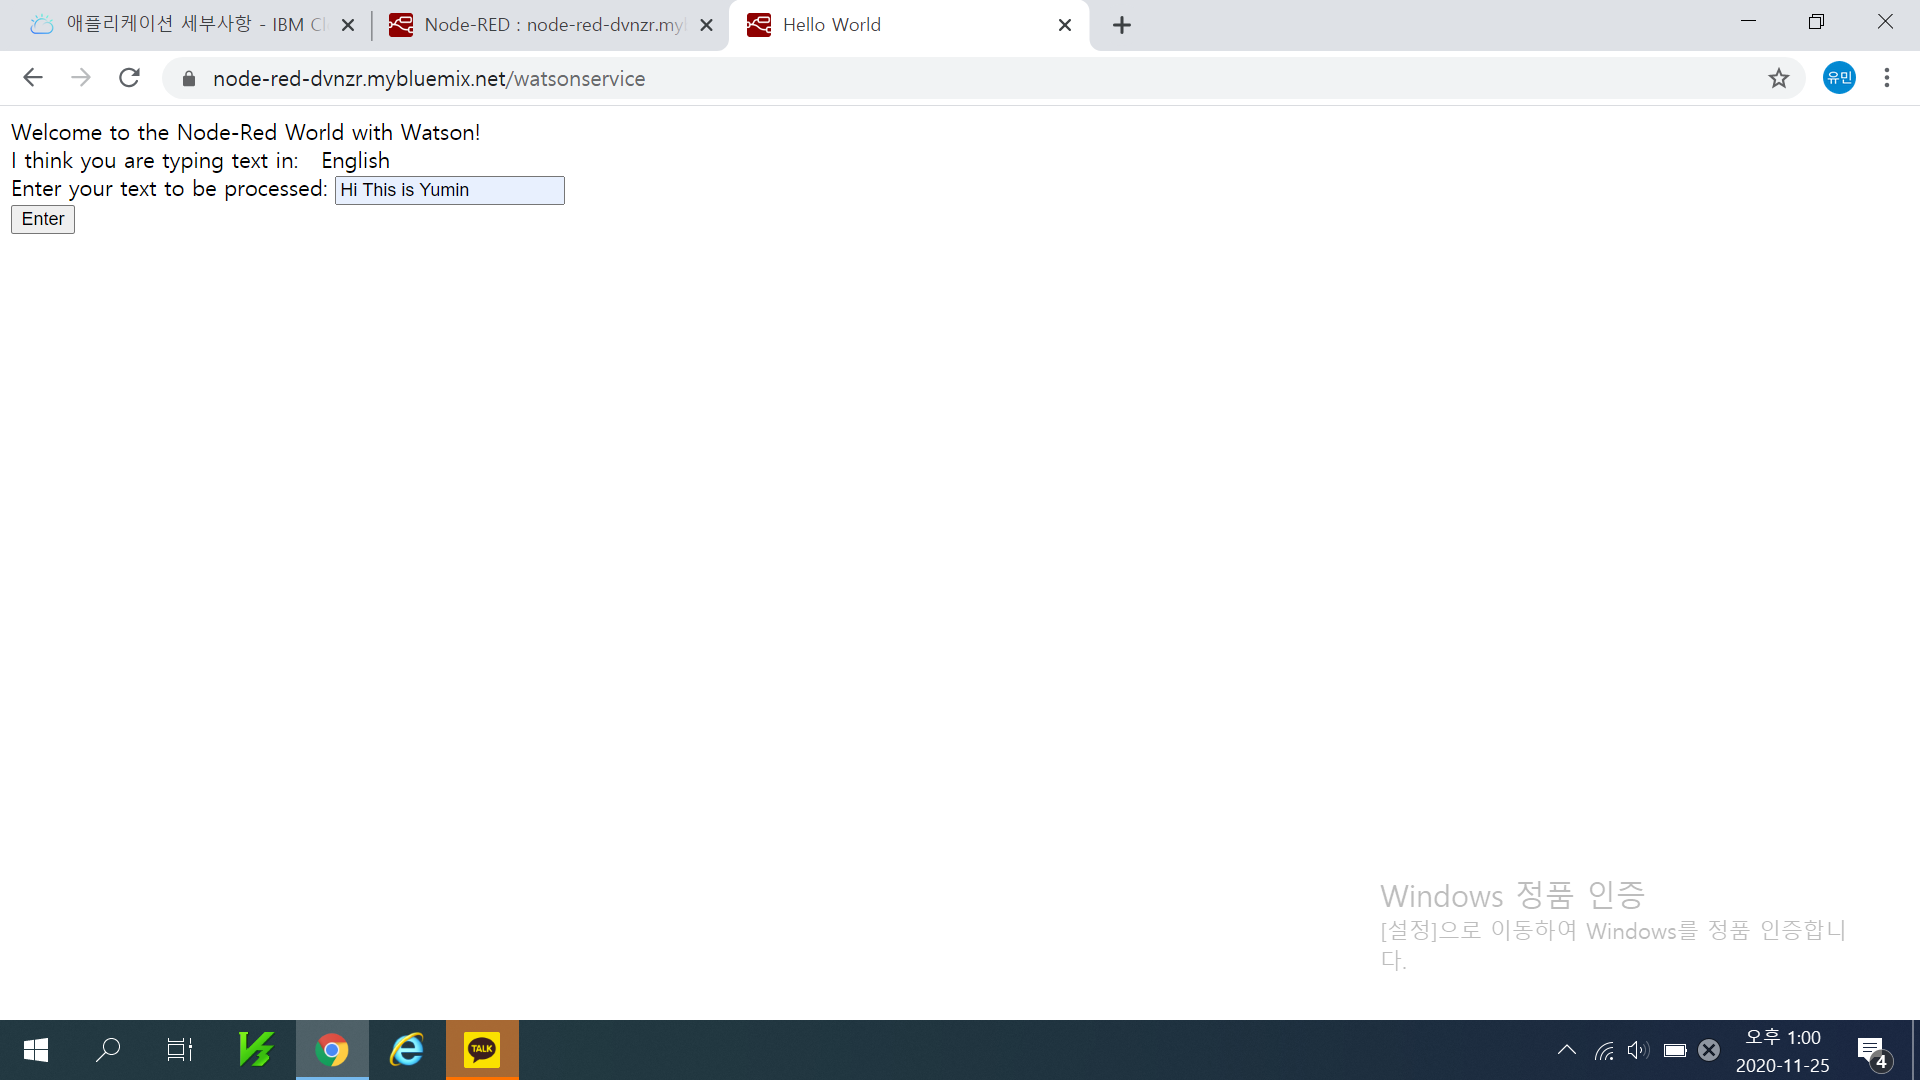 애플리케이션 세부사항 - IBM Cl
Node-RED : node-red-dvnzr.my
Hello World
node-red-dvnzr.mybluemix.net/watsonservice
유민
Welcome to the Node-Red World with Watson!
I think you are typing text in: English
Enter your text to be processed: Hi This is Yumin
Enter
Windows 정품 인증
[설정]으로 이동하여 Windows를 정품 인증합니
다.
TALK
오후 1:00
2020-11-25
4